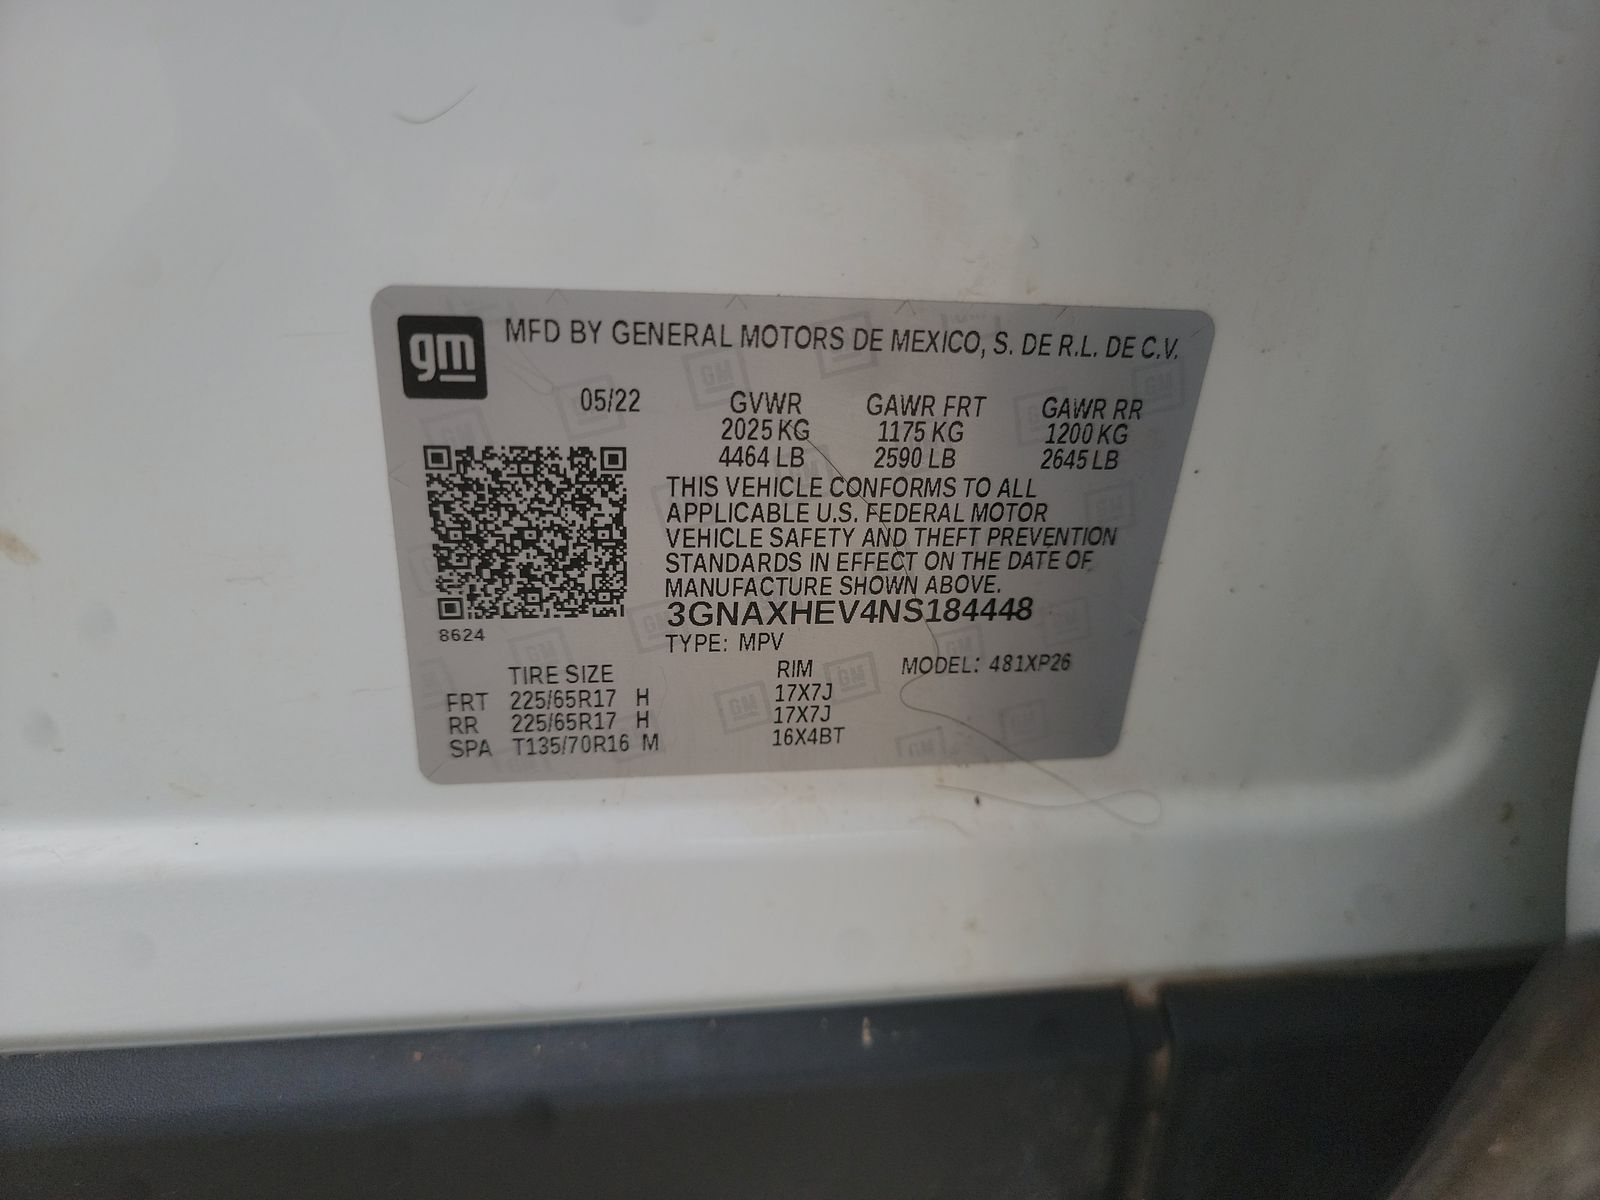 gm MFD BY GENERAL MOTORS DE MEXICO, S. DE R.L. DE C.V.
05/22 GVWR GAWR FRT GAWR RR
2025 KG 1175 KG 1200 KG
4464 LB 2590 LB 2645 LB
THIS VEHICLE CONFORMS TO ALL
APPLICABLE U.S. FEDERAL MOTOR
VEHICLE SAFETY AND THEFT PREVENTION
STANDARDS IN EFFECT ON THE DATE OF
MANUFACTURE SHOWN ABOVE.
3GNAXHEV4NS184448
8624
TYPE: MPV
TIRE SIZE RIM MODEL: 481XP26
FRT 225/65R17 H 17X7J
RR 225/65R17 H 17X7J
SPA T135/70R16 M 16X4BT